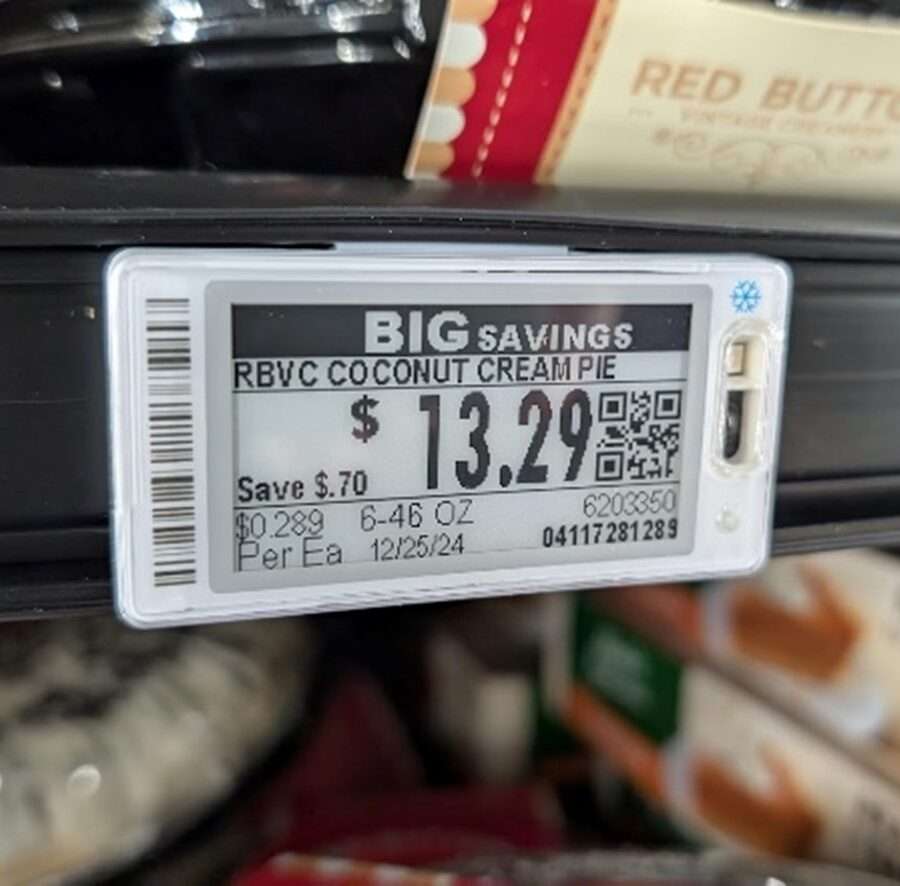 RED BUTTO
BIG SAVINGS
RBVC COCONUT CREAM PIE
$ 13.29
Save $.70
$0.289 6-46 OZ 6203350
Per Ea 12/25/24 04117281289